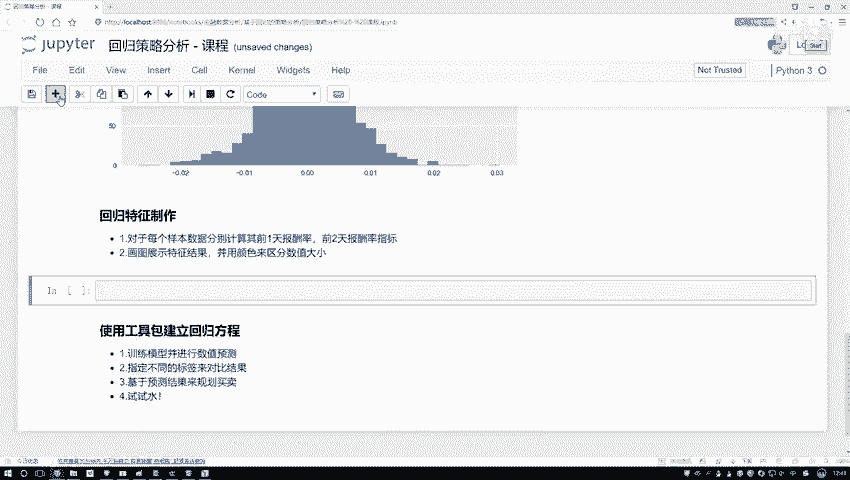 回归策略分析 - 课程
jupyter 回归策略分析 - 课程 (unsaved changes)
Start
File Edit View Insert Cell Kernel Widgets Help
Not Trusted
Python 3
Code
50
0
-0.02 -0.01 0.00 0.01 0.02 0.03
回归特征制作
1.对于每个样本数据分别计算其前1天报酬率，前2天报酬率指标
2.画图展示特征结果，并用颜色来区分数值大小
In [ ]:
使用工具包建立回归方程
1.训练模型并进行数值预测
2.指定不同的标签来对比结果
3.基于预测结果来规划买卖
4.试试水！